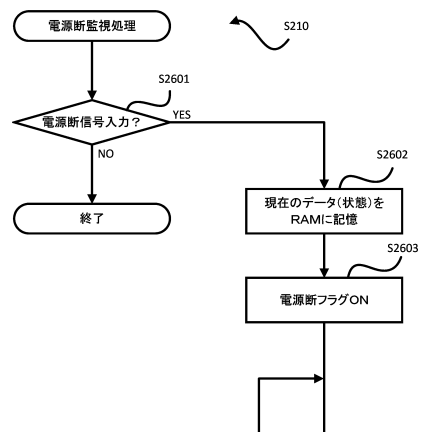 電源断監視処理
S210
S2601
電源断信号入力？
YES
NO
終了
S2602
現在のデータ（状態）を
RAMに記憶
S2603
電源断フラグON